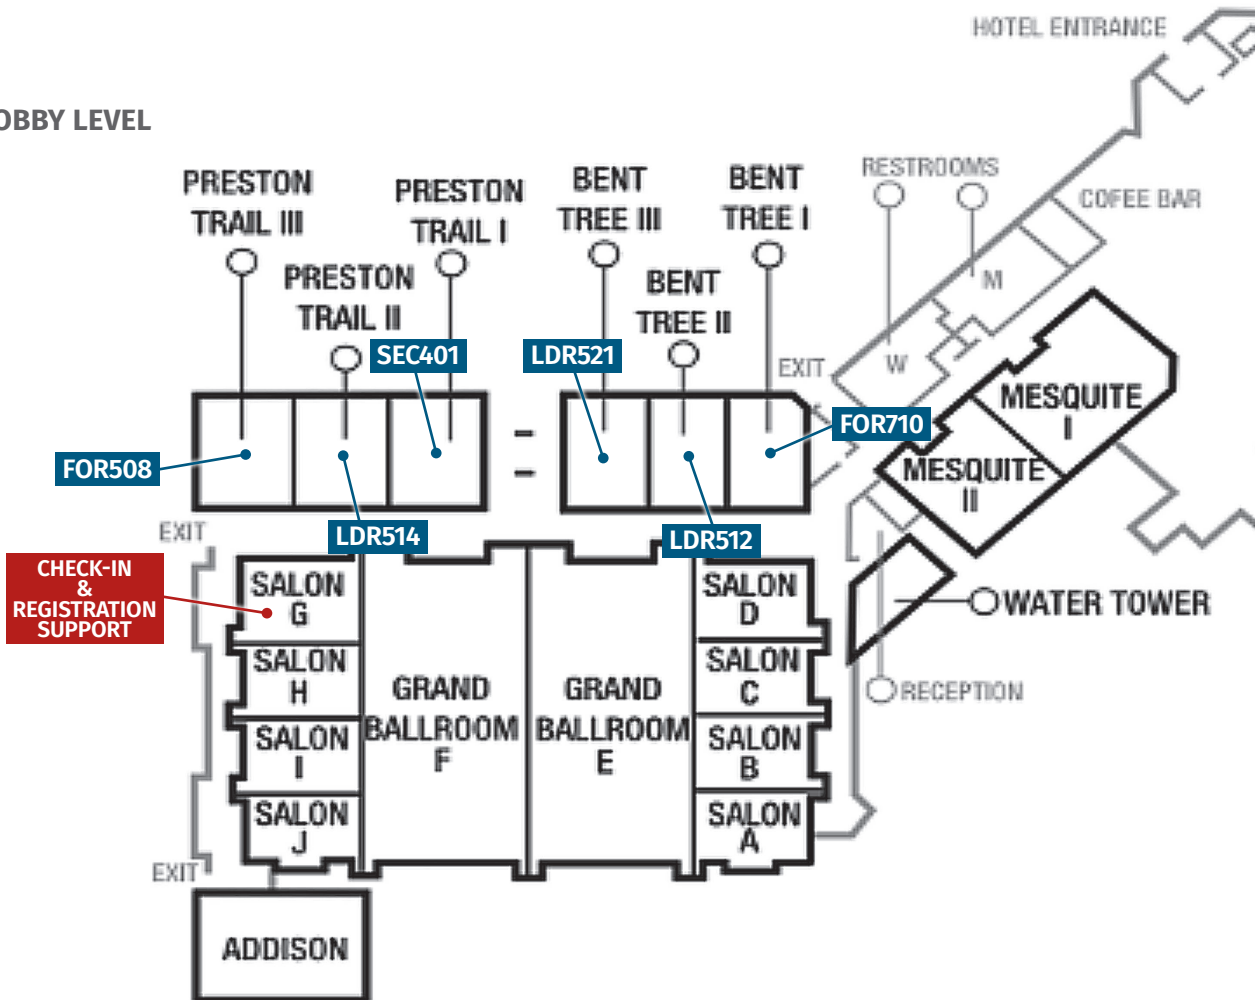 HOTEL ENTRANCE
OBBY LEVEL
RESTROOMS
COFEE BAR
PRESTON
TRAIL III
PRESTON
TRAIL I
BENT
TREE III
BENT
TREE I
PRESTON
TRAIL II
BENT
TREE II
M
W
EXIT
SEC401
LDR521
FOR710
FOR508
LDR514
LDR512
MESQUITE
I
MESQUITE
II
EXIT
CHECK-IN
&
REGISTRATION
SUPPORT
SALON
G
SALON
H
SALON
I
SALON
J
GRAND
BALLROOM
F
GRAND
BALLROOM
E
SALON
D
SALON
C
SALON
B
SALON
A
WATER TOWER
RECEPTION
EXIT
ADDISON